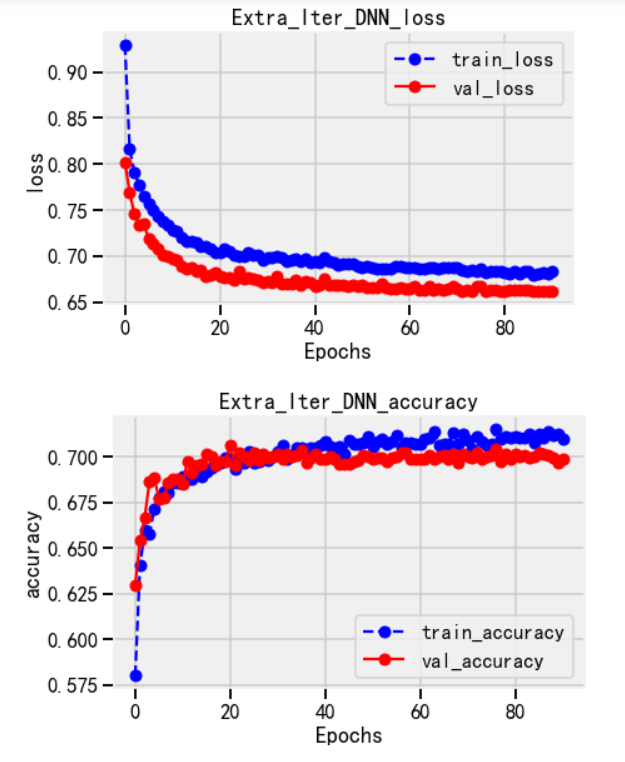 Extra_Iter_DNN_loss
train_loss
val_loss
0.90
0.85
0.80
0.75
0.70
0.65
loss
0 20 40 60 80
Epochs
Extra_Iter_DNN_accuracy
0.700
0.675
0.650
0.625
0.600
0.575
accuracy
train_accuracy
val_accuracy
0 20 40 60 80
Epochs